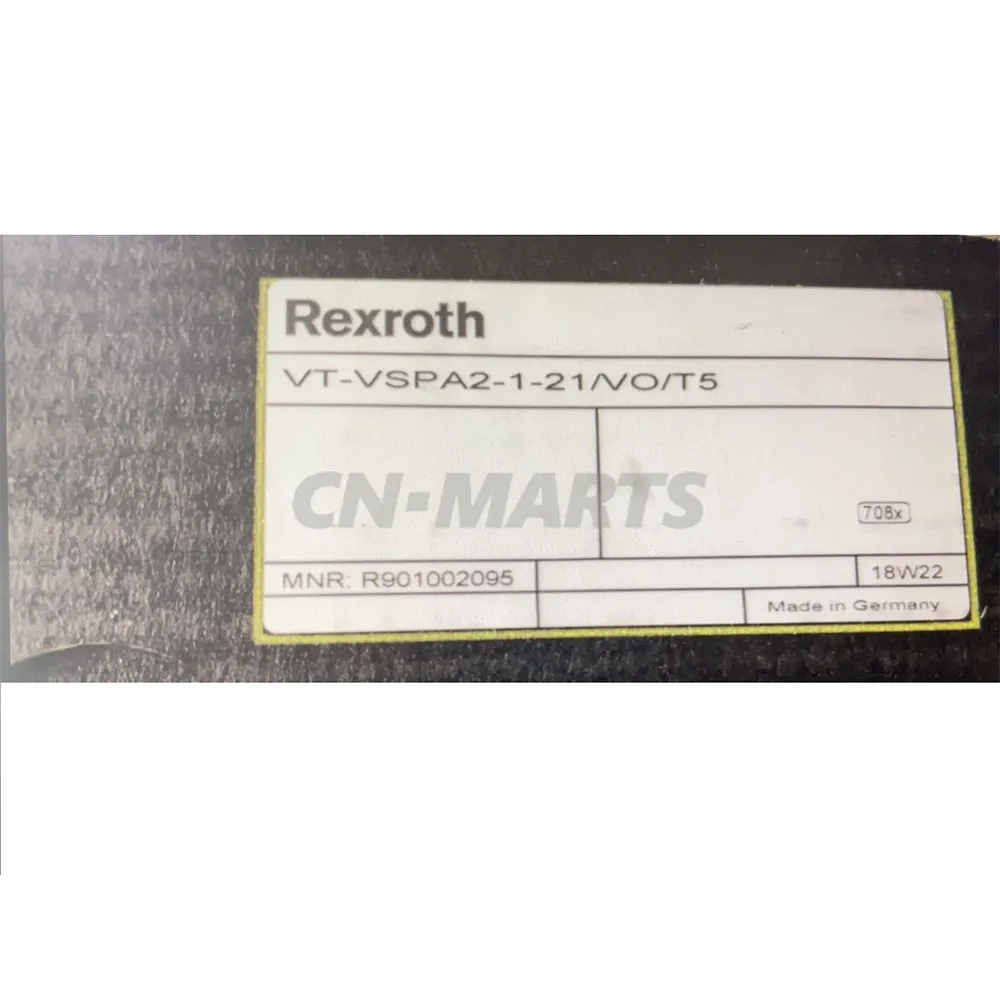 Rexroth
VT-VSPA2-1-21/VO/T5
CN-MARTS
708x
MNR: R901002095
18W22
Made in Germany